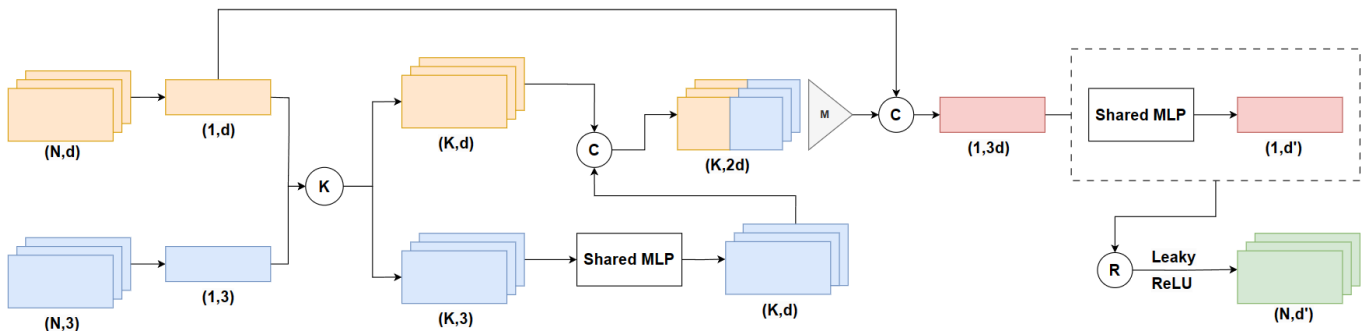 (N,d)
(1,d)
K
(K,d)
C
(K,2d)
M
C
(1,3d)
Shared MLP
(1,d')
(N,3)
(1,3)
(K,3)
Shared MLP
(K,d)
R
Leaky
ReLU
(N,d')